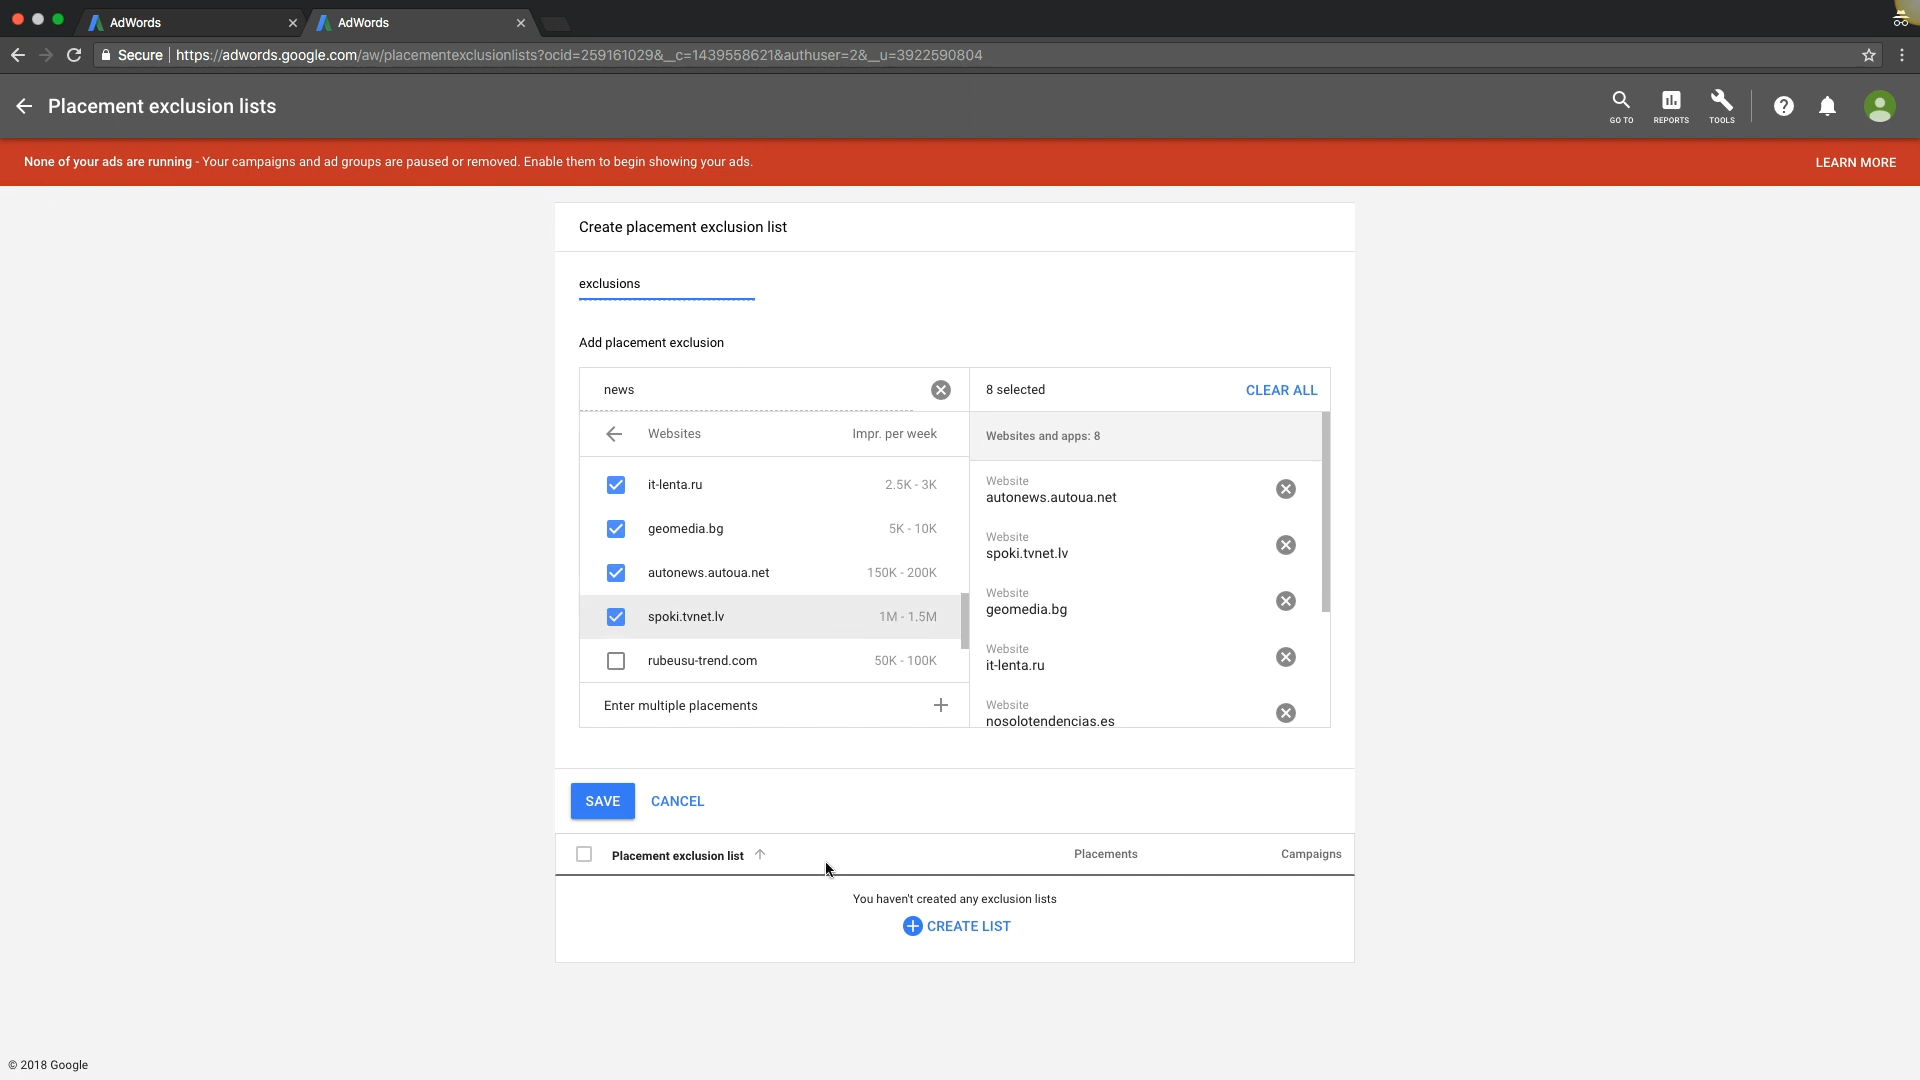 AdWords
AdWords
Secure
https://adwords.google.com/aw/placementexclusionlists?ocid=259161029&__c=1439558621&authuser=2&__u=3922590804
Placement exclusion lists
GO TO
REPORTS
TOOLS
None of your ads are running - Your campaigns and ad groups are paused or removed. Enable them to begin showing your ads.
LEARN MORE
Create placement exclusion list
exclusions
Add placement exclusion
news
8 selected
CLEAR ALL
Websites
Impr. per week
Websites and apps: 8
it-lenta.ru
2.5K - 3K
geomedia.bg
5K - 10K
autonews.autoua.net
150K - 200K
spoki.tvnet.lv
1M - 1.5M
rubeusu-trend.com
50K - 100K
Enter multiple placements
Website
autonews.autoua.net
Website
spoki.tvnet.lv
Website
geomedia.bg
Website
it-lenta.ru
Website
nosolotendencias.es
SAVE
CANCEL
Placement exclusion list
Placements
Campaigns
You haven't created any exclusion lists
CREATE LIST
© 2018 Google